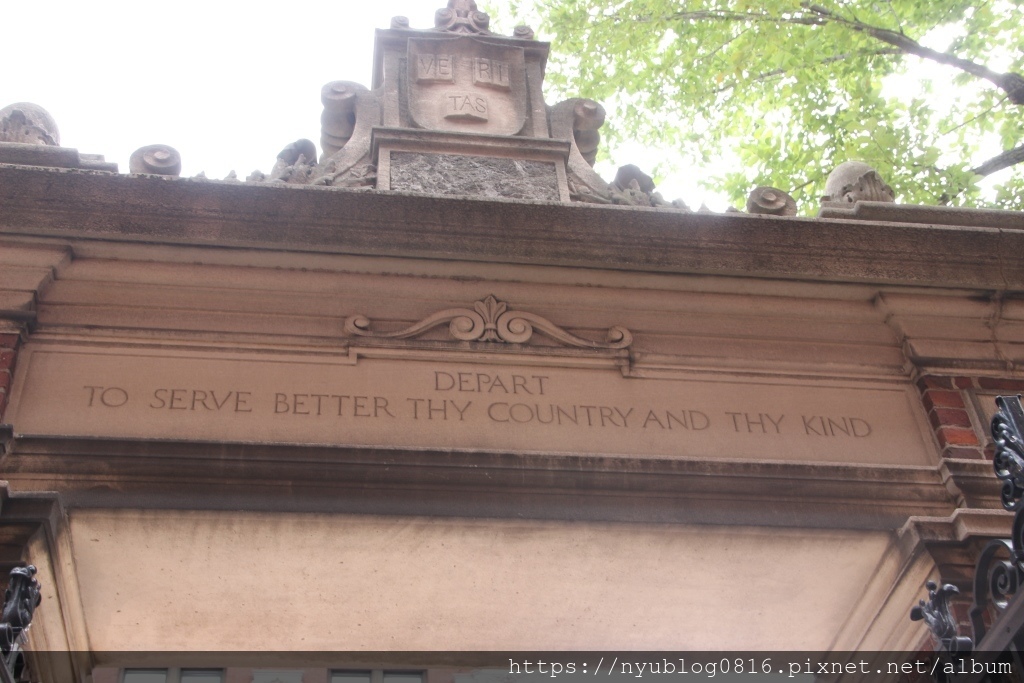 VE RI
TAS
DEPART
TO SERVE BETTER THY COUNTRY AND THY KIND
https://nyublog0816.pixnet.net/album